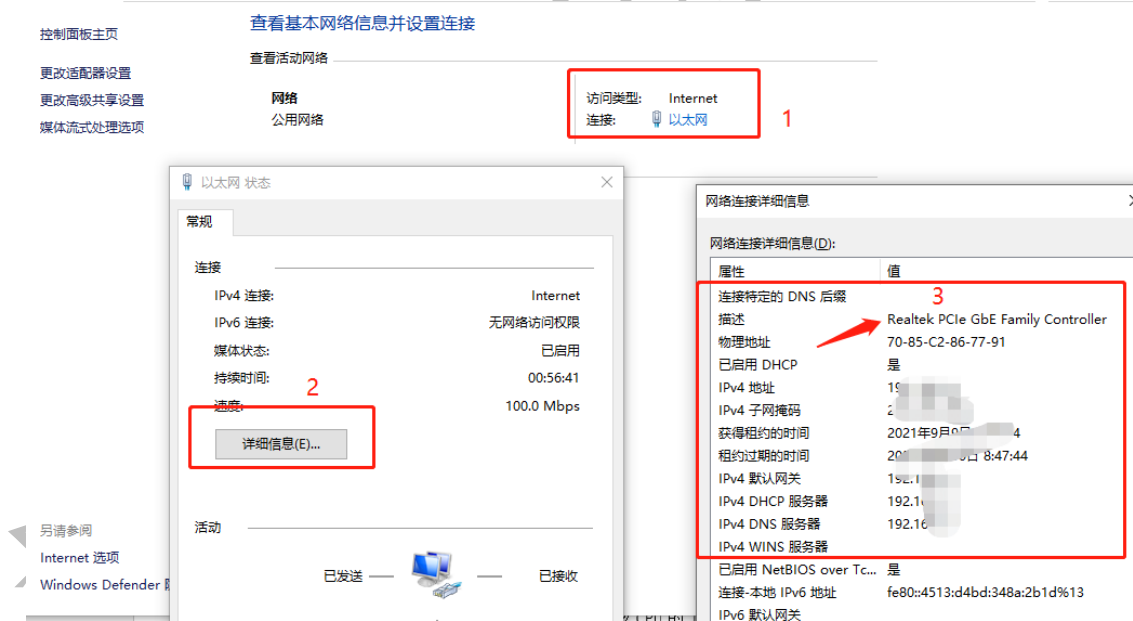 控制面板主页
更改适配器设置
更改高级共享设置
媒体流式处理选项
另请参阅
Internet 选项
Windows Defender
查看基本网络信息并设置连接
查看活动网络
网络
公用网络
访问类型: Internet
连接: 以太网
1
以太网 状态
常规
连接
IPv4 连接: Internet
IPv6 连接: 无网络访问权限
媒体状态: 已启用
持续时间: 00:56:41
速度: 100.0 Mbps
2
详细信息(E)...
活动
已发送 — — 已接收
网络连接详细信息
网络连接详细信息(D):
属性 值
连接特定的 DNS 后缀
3
描述 Realtek PCIe GbE Family Controller
物理地址 70-85-C2-86-77-91
已启用 DHCP 是
IPv4 地址 19
IPv4 子网掩码 2
获得租约的时间 2021年9月9日 4
租约过期的时间 20 日 8:47:44
IPv4 默认网关 192.1
IPv4 DHCP 服务器 192.16
IPv4 DNS 服务器 192.16
IPv4 WINS 服务器
已启用 NetBIOS over Tc... 是
连接-本地 IPv6 地址 fe80::4513:d4bd:348a:2b1d%13
IPv6 默认网关